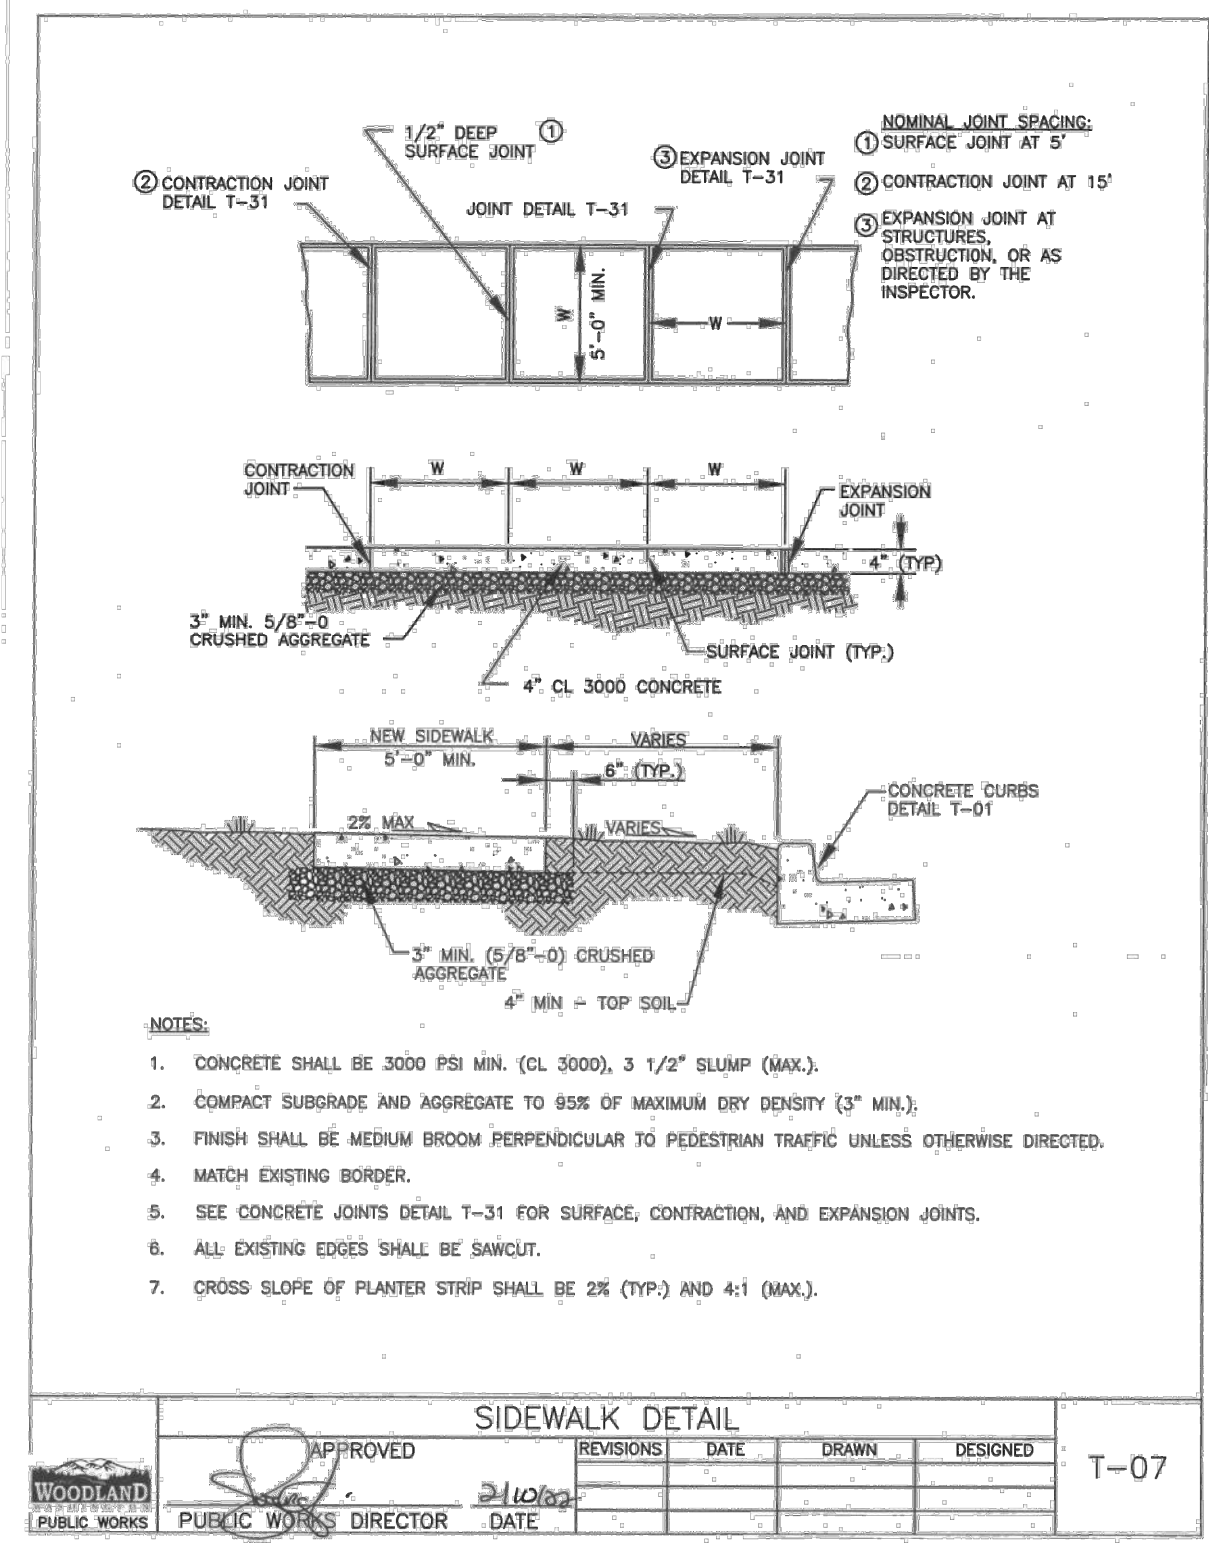 1/2" DEEP ①
SURFACE JOINT
② CONTRACTION JOINT
DETAIL T-31
③ EXPANSION JOINT
DETAIL T-31
JOINT DETAIL T-31
NOMINAL JOINT SPACING:
① SURFACE JOINT AT 5'
② CONTRACTION JOINT AT 15'
③ EXPANSION JOINT AT
STRUCTURES,
OBSTRUCTION, OR AS
DIRECTED BY THE
INSPECTOR.
W
5'-0" MIN.
W
CONTRACTION
JOINT
W
W
W
EXPANSION
JOINT
4" (TYP)
3" MIN. 5/8"-0
CRUSHED AGGREGATE
SURFACE JOINT (TYP.)
4" CL 3000 CONCRETE
NEW SIDEWALK
5'-0" MIN.
VARIES
6" (TYP.)
CONCRETE CURBS
DETAIL T-01
2% MAX
VARIES
3" MIN. (5/8"-0) CRUSHED
AGGREGATE
4" MIN - TOP SOIL
NOTES:
1. CONCRETE SHALL BE 3000 PSI MIN. (CL 3000), 3 1/2" SLUMP (MAX.).
2. COMPACT SUBGRADE AND AGGREGATE TO 95% OF MAXIMUM DRY DENSITY (3" MIN.).
3. FINISH SHALL BE MEDIUM BROOM PERPENDICULAR TO PEDESTRIAN TRAFFIC UNLESS OTHERWISE DIRECTED.
4. MATCH EXISTING BORDER.
5. SEE CONCRETE JOINTS DETAIL T-31 FOR SURFACE, CONTRACTION, AND EXPANSION JOINTS.
6. ALL EXISTING EDGES SHALL BE SAWCUT.
7. CROSS SLOPE OF PLANTER STRIP SHALL BE 2% (TYP.) AND 4:1 (MAX.).
SIDEWALK DETAIL
APPROVED
REVISIONS DATE DRAWN DESIGNED
T-07
WOODLAND
PUBLIC WORKS
2/10/02
PUBLIC WORKS DIRECTOR DATE